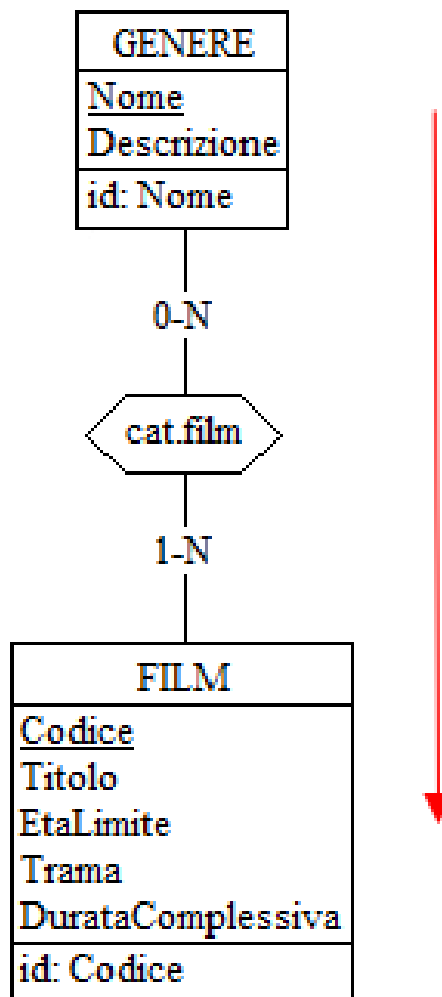 GENERE
Nome
Descrizione
id: Nome
0-N
cat.film
1-N
FILM
Codice
Titolo
EtaLimite
Trama
DurataComplessiva
id: Codice